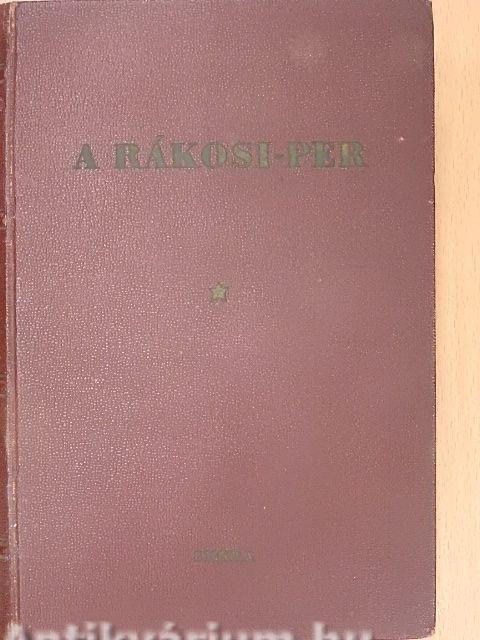 A RÁKOSI-PER
SZIKRA
Antikvárium.hu